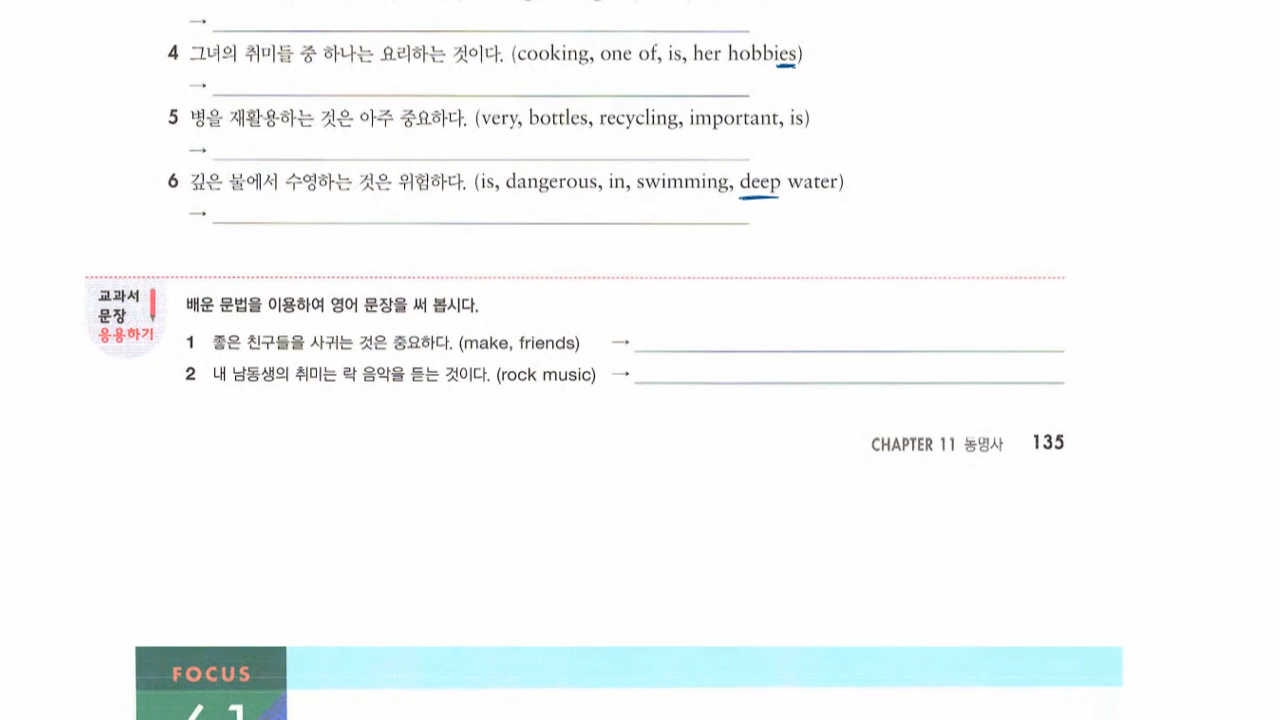 →
4 그녀의 취미들 중 하나는 요리하는 것이다. (cooking, one of, is, her hobbies)
→
5 병을 재활용하는 것은 아주 중요하다. (very, bottles, recycling, important, is)
→
6 깊은 물에서 수영하는 것은 위험하다. (is, dangerous, in, swimming, deep water)
→
교과서
문장
응용하기
배운 문법을 이용하여 영어 문장을 써 봅시다.
1 좋은 친구들을 사귀는 것은 중요하다. (make, friends) →
2 내 남동생의 취미는 락 음악을 듣는 것이다. (rock music) →
CHAPTER 11 동명사 135
FOCUS